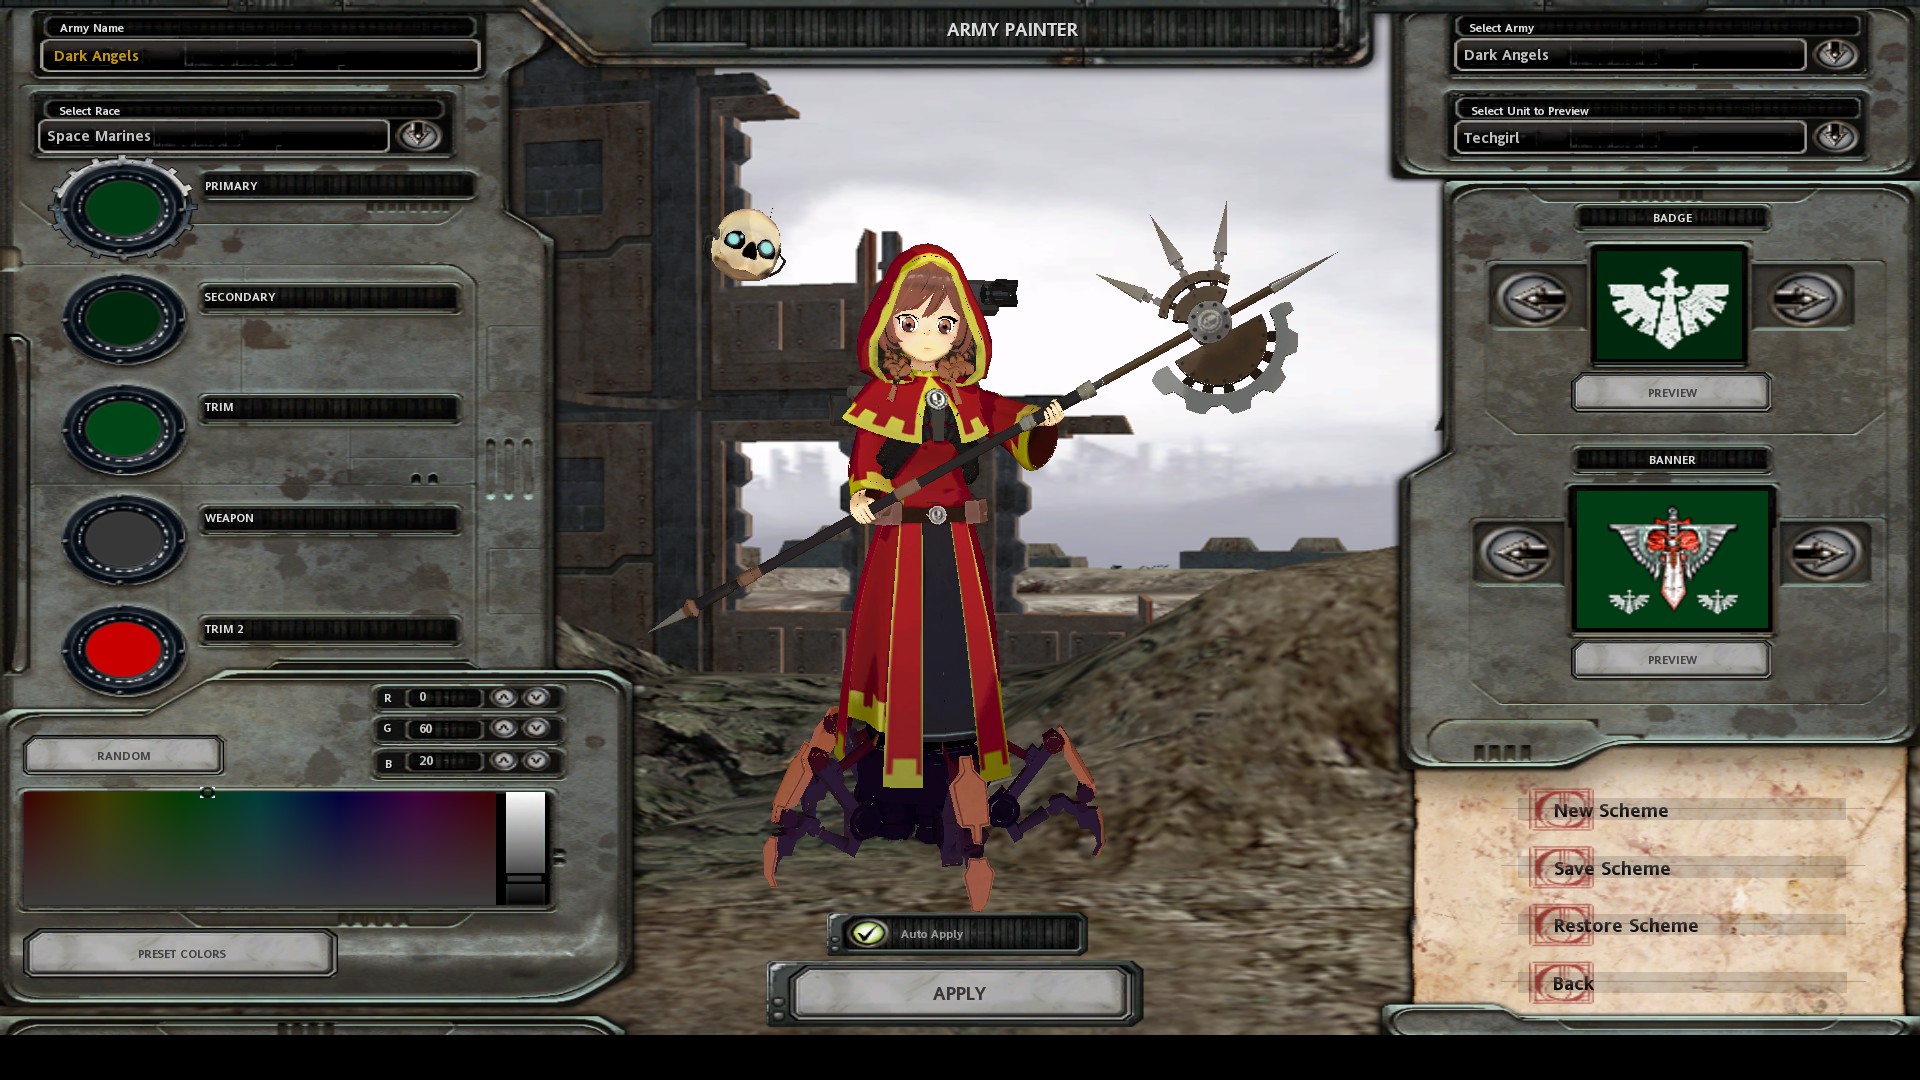 ARMY PAINTER
Army Name
Dark Angels
Select Race
Space Marines
PRIMARY
SECONDARY
TRIM
WEAPON
TRIM 2
R 0
G 60
B 20
RANDOM
PRESET COLORS
Auto Apply
APPLY
Select Army
Dark Angels
Select Unit to Preview
Techgirl
BADGE
PREVIEW
BANNER
PREVIEW
New Scheme
Save Scheme
Restore Scheme
Back